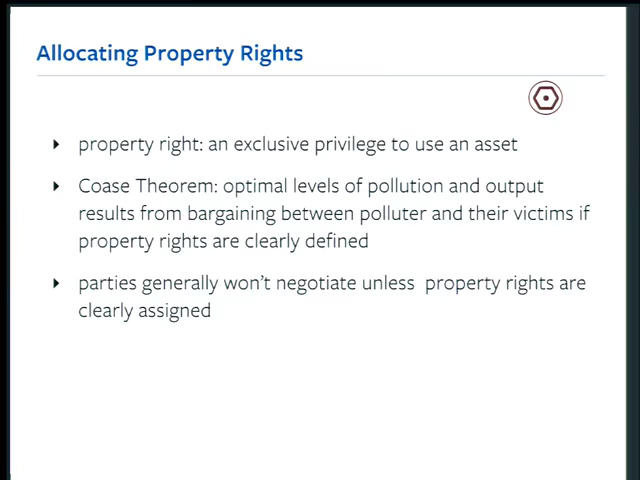 Allocating Property Rights
property right: an exclusive privilege to use an asset
Coase Theorem: optimal levels of pollution and output
results from bargaining between polluter and their victims if
property rights are clearly defined
parties generally won't negotiate unless property rights are
clearly assigned